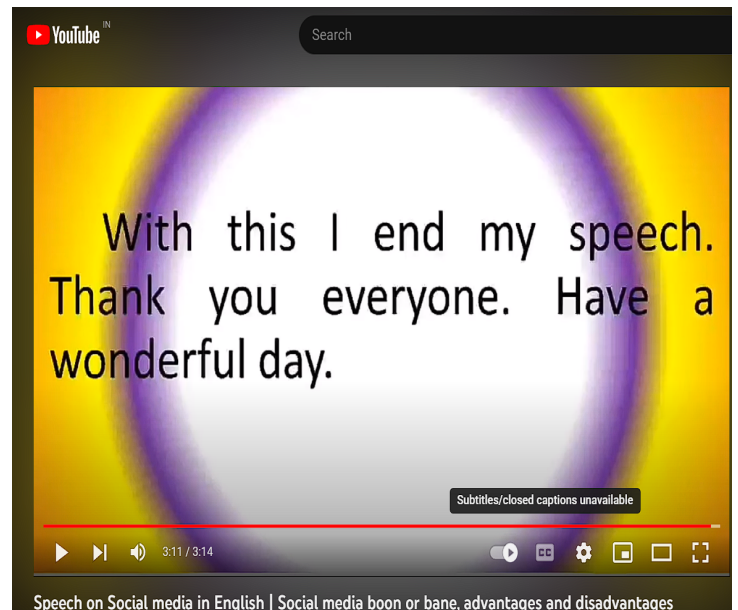 YouTube IN
Search
With this I end my speech.
Thank you everyone. Have a
wonderful day.
Subtitles/closed captions unavailable
3:11 / 3:14
CC
Speech on Social media in English | Social media boon or bane, advantages and disadvantages